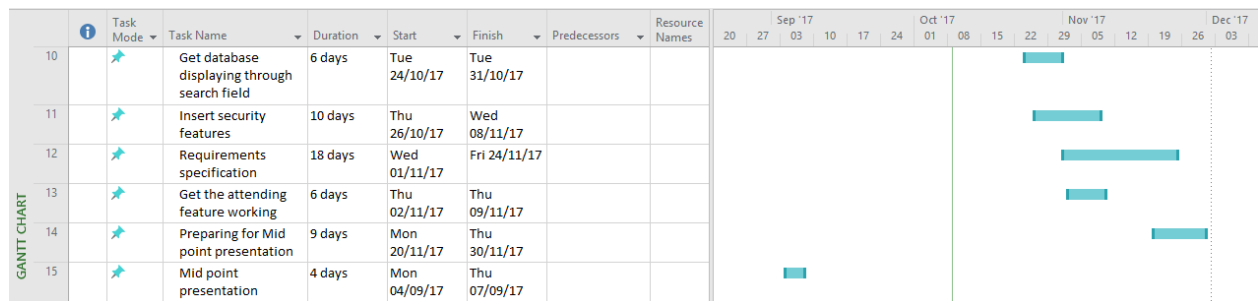 Task Mode Task Name Duration Start Finish Predecessors Resource Names
Sep '17 Oct '17 Nov '17 Dec '17
20 27 03 10 17 24 01 08 15 22 29 05 12 19 26 03
10 Get database displaying through search field 6 days Tue 24/10/17 Tue 31/10/17
11 Insert security features 10 days Thu 26/10/17 Wed 08/11/17
12 Requirements specification 18 days Wed 01/11/17 Fri 24/11/17
13 Get the attending feature working 6 days Thu 02/11/17 Thu 09/11/17
14 Preparing for Mid point presentation 9 days Mon 20/11/17 Thu 30/11/17
15 Mid point presentation 4 days Mon 04/09/17 Thu 07/09/17
GANTT CHART